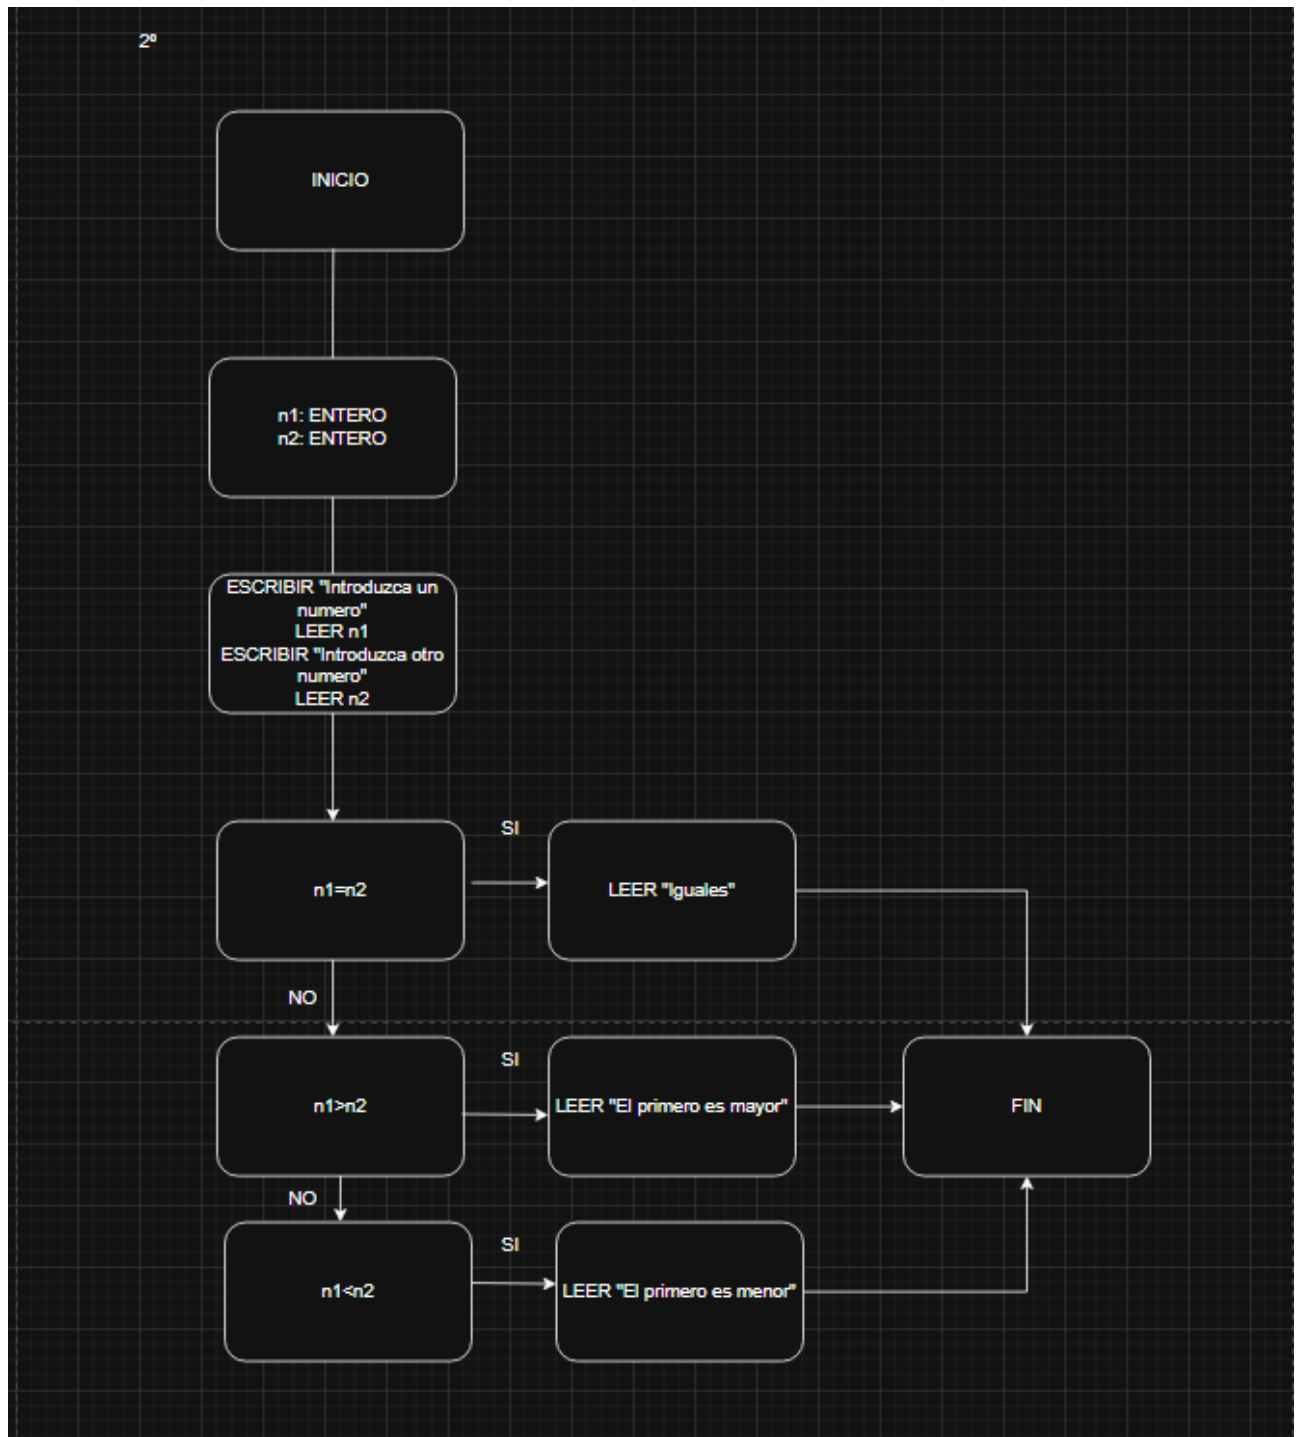 2º
INICIO
n1: ENTERO
n2: ENTERO
ESCRIBIR "Introduzca un
numero"
LEER n1
ESCRIBIR "Introduzca otro
numero"
LEER n2
n1=n2
SI
LEER "Iguales"
NO
n1>n2
SI
LEER "El primero es mayor"
FIN
NO
n1<n2
SI
LEER "El primero es menor"